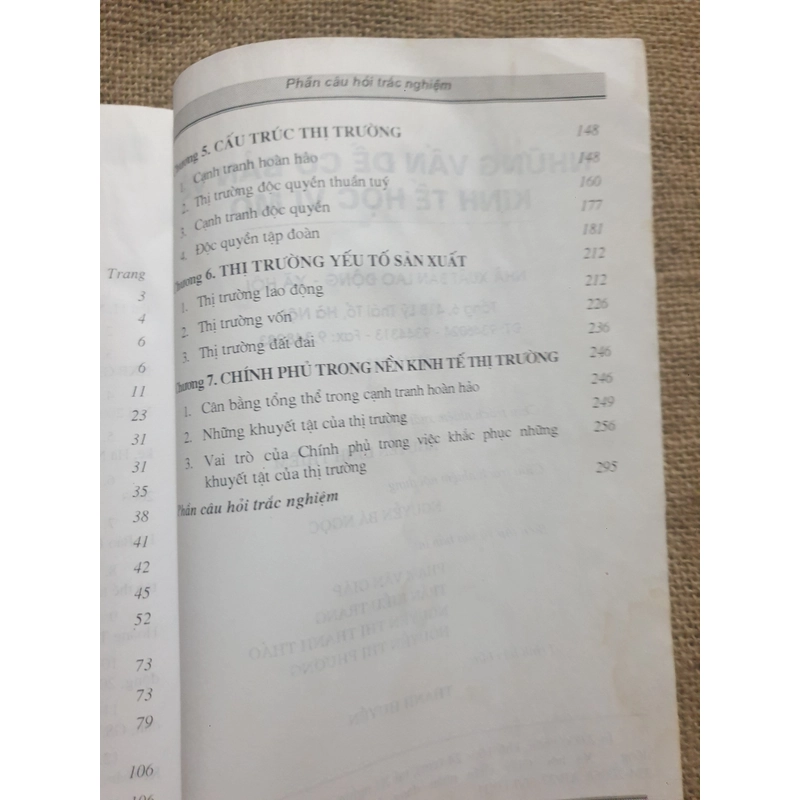 Trang
3
4
6
6
11
23
31
31
35
38
41
42
45
52
73
73
79
106
106
Phần câu hỏi trắc nghiệm
Chương 5. CẤU TRÚC THỊ TRƯỜNG 148
1. Cạnh tranh hoàn hảo 148
2. Thị trường độc quyền thuần tuý 160
3. Cạnh tranh độc quyền 177
4. Độc quyền tập đoàn 181
Chương 6. THỊ TRƯỜNG YẾU TỐ SẢN XUẤT 212
1. Thị trường lao động 212
2. Thị trường vốn 226
3. Thị trường đất đai 236
Chương 7. CHÍNH PHỦ TRONG NỀN KINH TẾ THỊ TRƯỜNG 246
1. Cân bằng tổng thể trong cạnh tranh hoàn hảo 246
2. Những khuyết tật của thị trường 249
3. Vai trò của Chính phủ trong việc khắc phục những 256
khuyết tật của thị trường
Phần câu hỏi trắc nghiệm 295